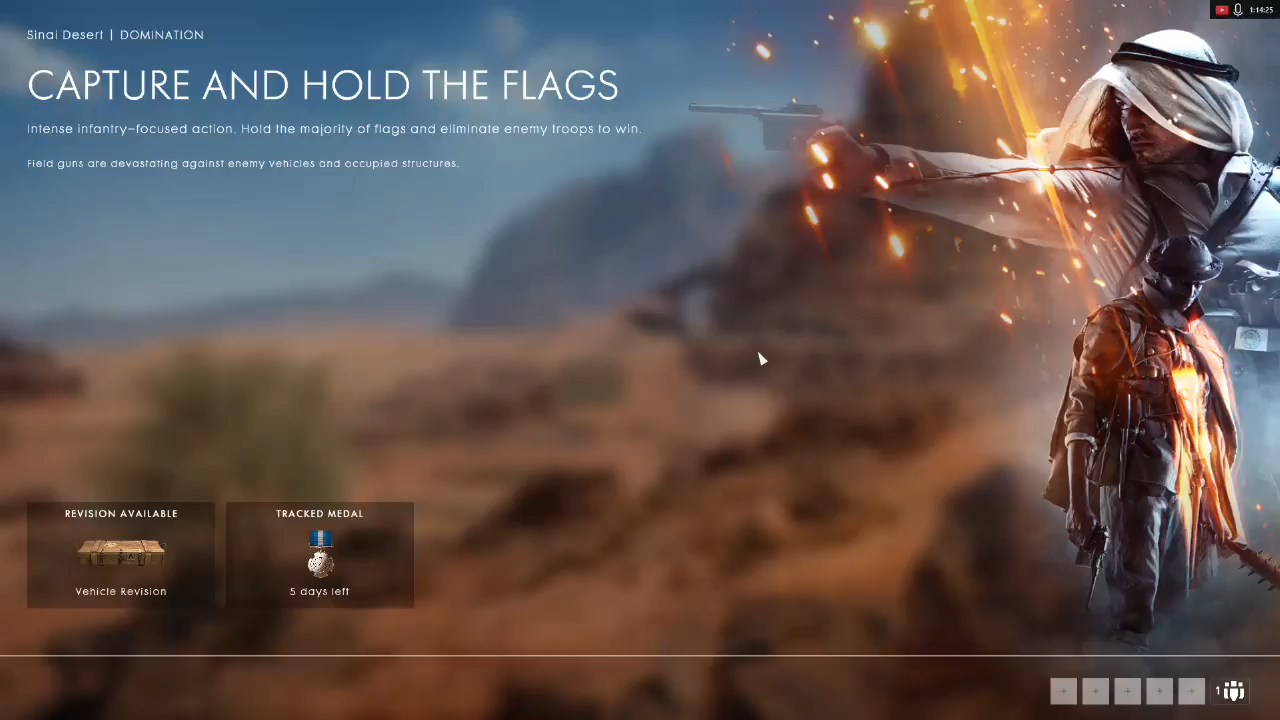 1:14:25
Sinai Desert | DOMINATION
CAPTURE AND HOLD THE FLAGS
Intense infantry-focused action. Hold the majority of flags and eliminate enemy troops to win.
Field guns are devastating against enemy vehicles and occupied structures.
REVISION AVAILABLE
Vehicle Revision
TRACKED MEDAL
5 days left
1